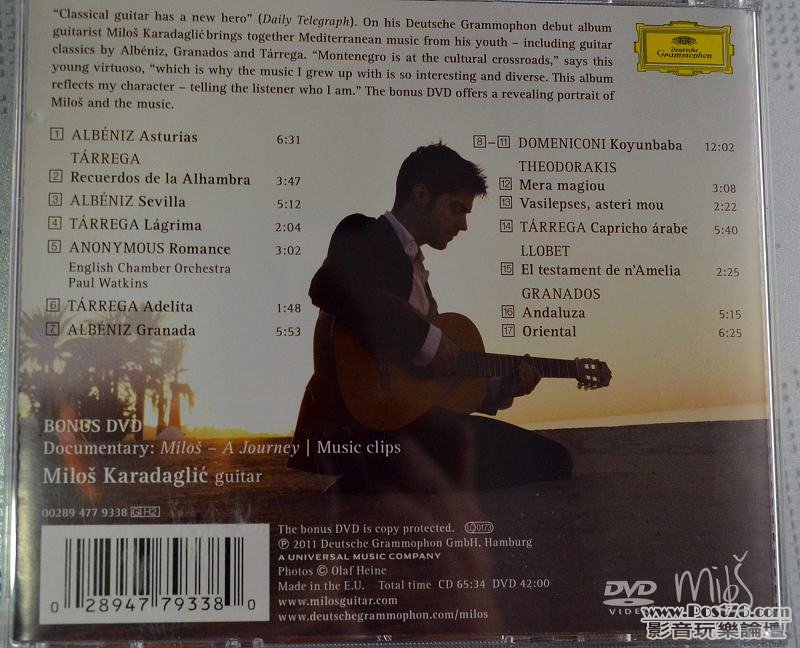 “Classical guitar has a new hero” (Daily Telegraph). On his Deutsche Grammophon debut album
guitarist Miloš Karadaglić brings together Mediterranean music from his youth – including guitar
classics by Albéniz, Granados and Tárrega. “Montenegro is at the cultural crossroads,” says this
young virtuoso, “which is why the music I grew up with is so interesting and diverse. This album
reflects my character – telling the listener who I am.” The bonus DVD offers a revealing portrait of
Miloš and the music.
Deutsche
Grammophon
1 ALBÉNIZ Asturias 6:31
TÁRREGA
2 Recuerdos de la Alhambra 3:47
3 ALBÉNIZ Sevilla 5:12
4 TÁRREGA Lágrima 2:04
5 ANONYMOUS Romance 3:02
English Chamber Orchestra
Paul Watkins
6 TÁRREGA Adelita 1:48
7 ALBÉNIZ Granada 5:53
8–11 DOMENICONI Koyunbaba 12:02
THEODORAKIS
12 Mera magiou 3:08
13 Vasilepses, asteri mou 2:22
14 TÁRREGA Capricho árabe 5:40
LLOBET
15 El testament de n’Amelia 2:25
GRANADOS
16 Andaluza 5:15
17 Oriental 6:25
BONUS DVD
Documentary: Miloš – A Journey | Music clips
Miloš Karadaglić guitar
00289 477 9338 GH2
The bonus DVD is copy protected. LC0173
℗ 2011 Deutsche Grammophon GmbH, Hamburg
A UNIVERSAL MUSIC COMPANY
Photos © Olaf Heine
Made in the E.U. Total time CD 65:34 DVD 42:00
www.milosguitar.com
www.deutschegrammophon.com/milos
0 28947 79338 0
DVD
VIDEO
Miloš
www.Post76.com
影音玩樂論壇